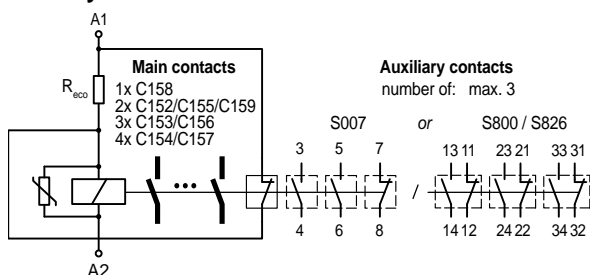 A1
Main contacts
R eco
1x C158
2x C152/C155/C159
3x C153/C156
4x C154/C157
Auxiliary contacts
number of: max. 3
S007 or S800 / S826
3 5 7 13 11 23 21 33 31
/
4 6 8 14 12 24 22 34 32
A2